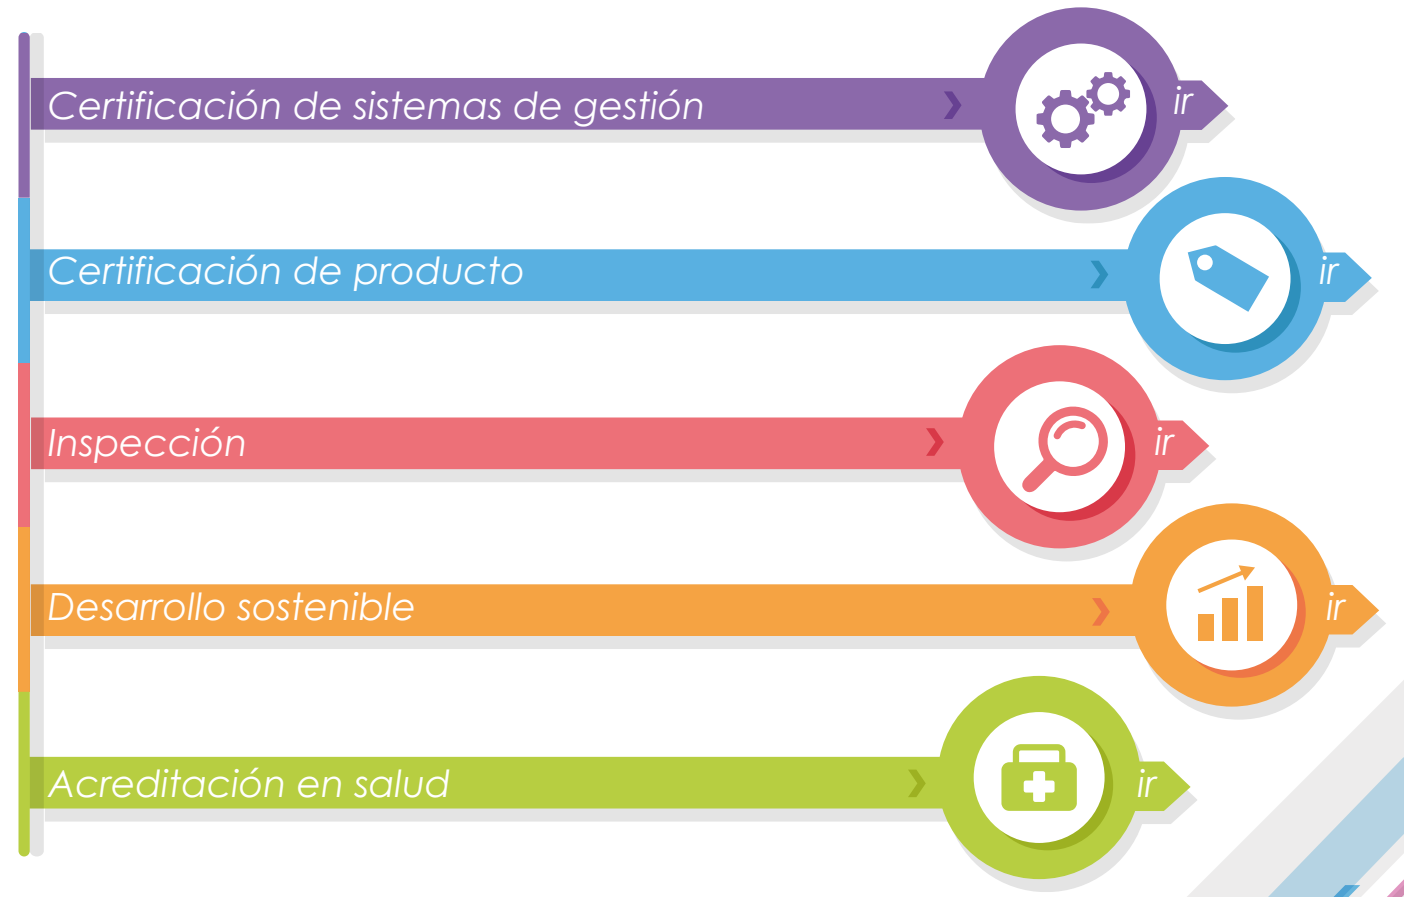 Certificación de sistemas de gestión
ir
Certificación de producto
ir
Inspección
ir
Desarrollo sostenible
ir
Acreditación en salud
ir